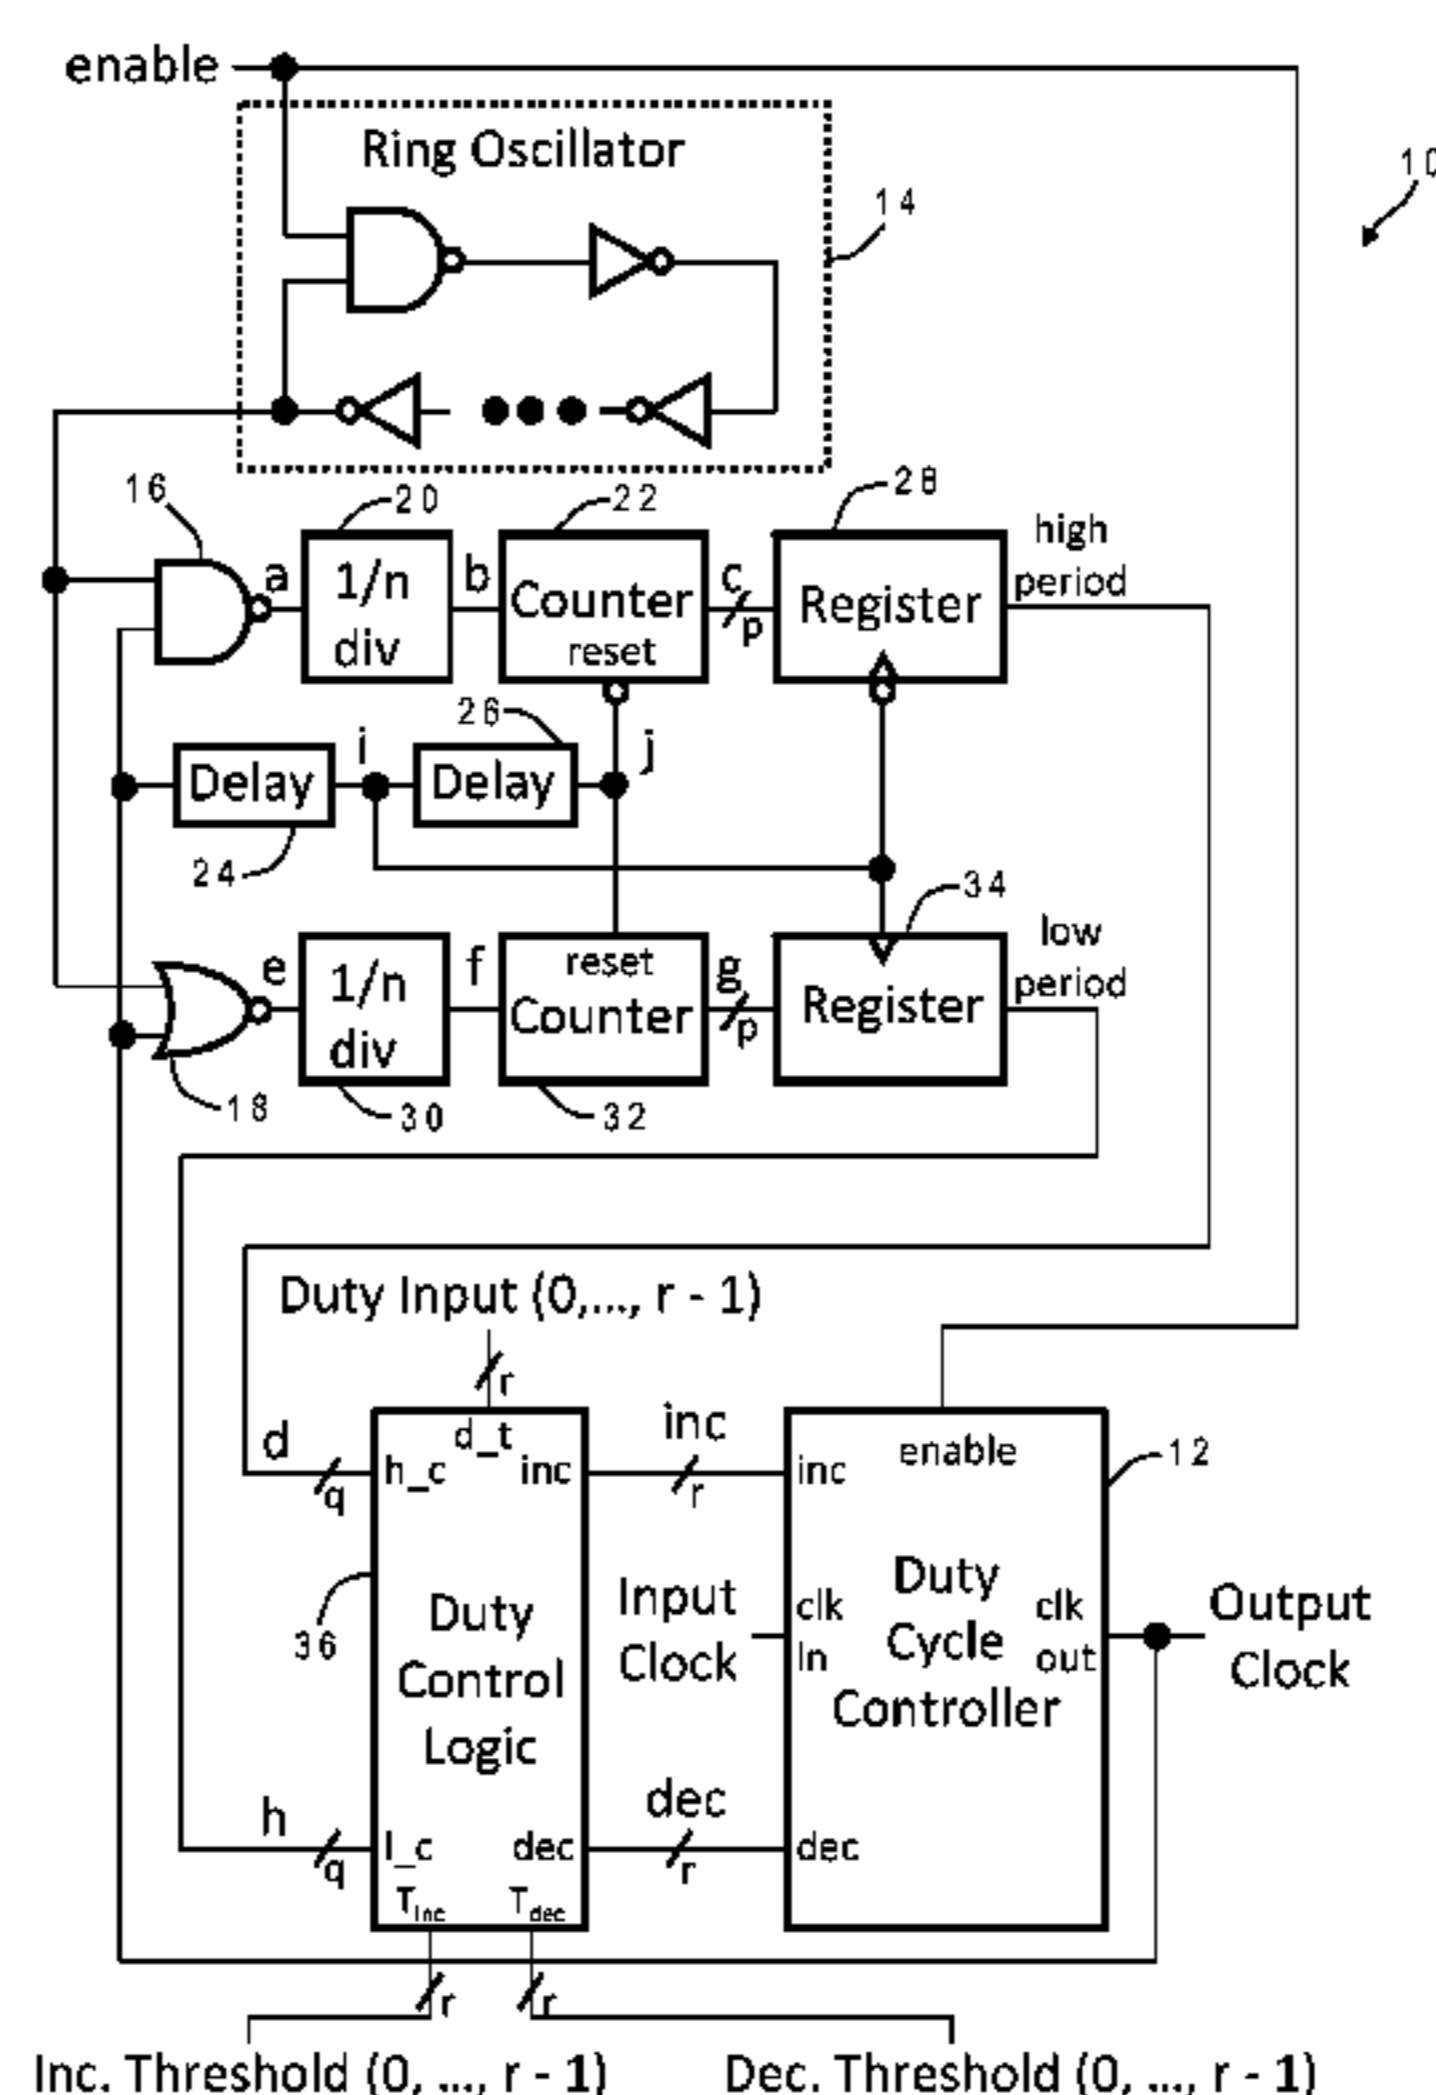 enable
Ring Oscillator
10
14
16
20
22
28
a
1/n
div
b
Counter
reset
c
p
Register
high
period
26
i
j
Delay
Delay
24
34
e
1/n
div
f
reset
Counter
g
p
Register
low
period
18
30
32
Duty Input (0,..., r - 1)
r
d
q
h_c
d_t
inc
inc
r
inc
enable
12
36
Duty
Control
Logic
Input
Clock
clk
In
Duty
Cycle
Controller
clk
out
Output
Clock
h
q
l_c
dec
dec
r
dec
Tinc
Tdec
r
r
Inc. Threshold (0, ..., r - 1)
Dec. Threshold (0, ..., r - 1)